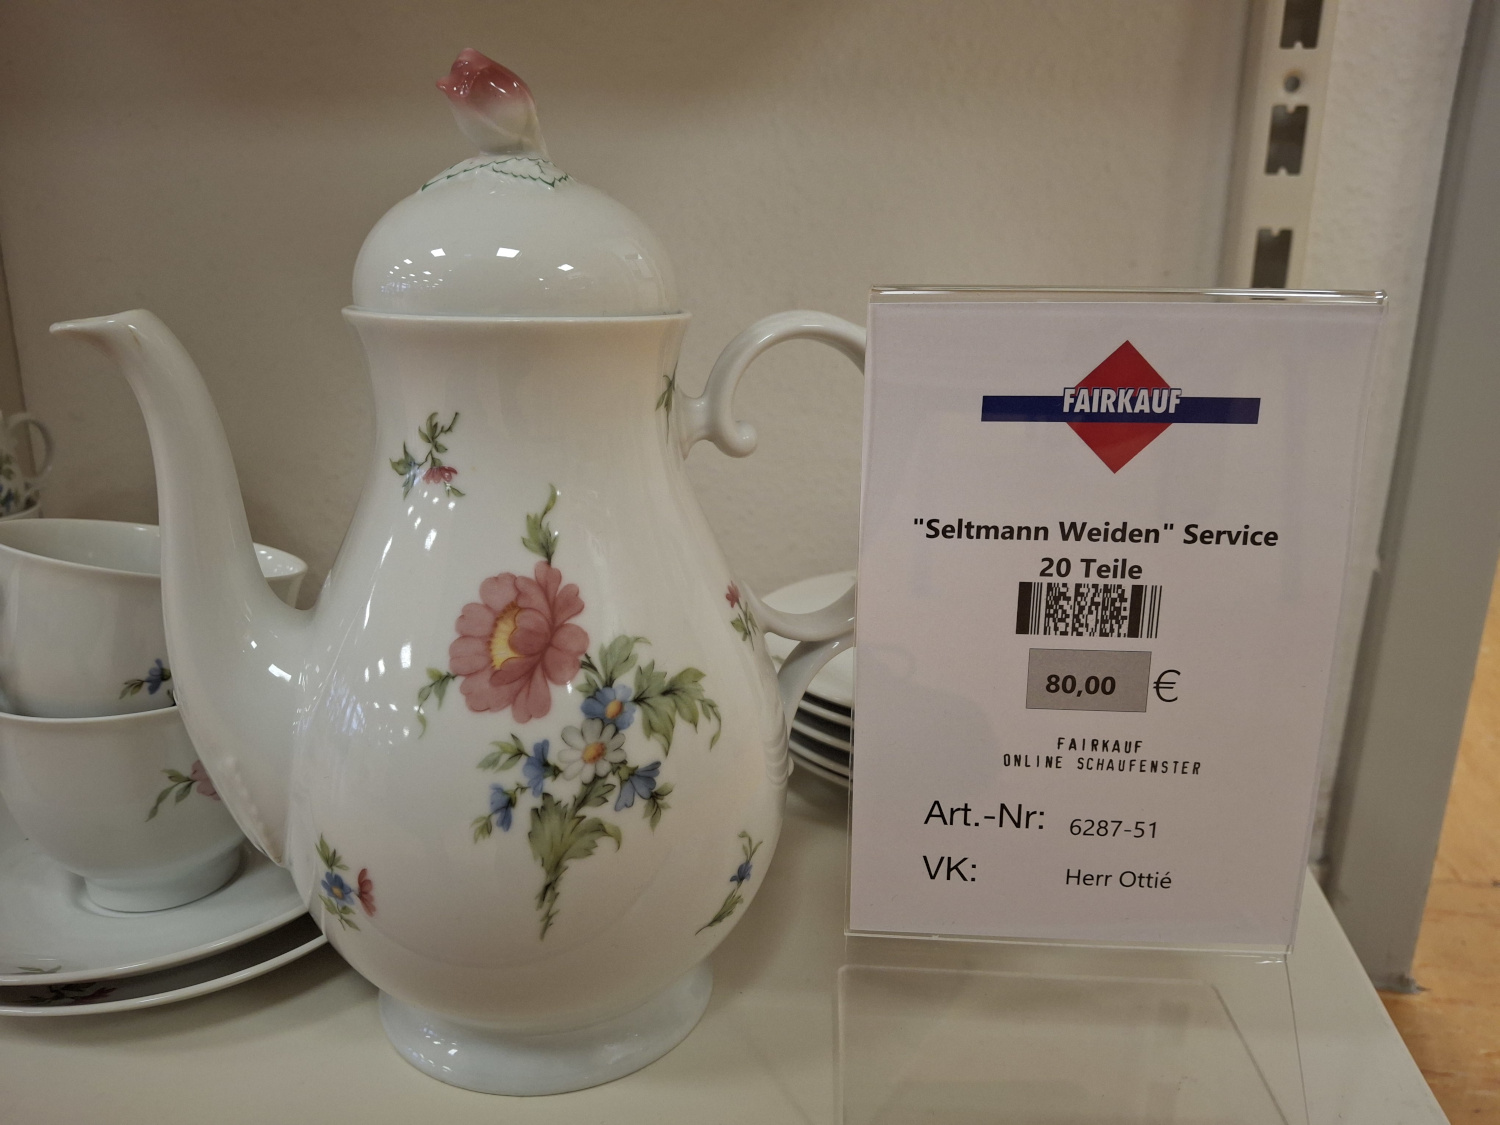 FAIRKAUF
"Seltmann Weiden" Service
20 Teile
80,00 €
FAIRKAUF
ONLINE SCHAUFENSTER
Art.-Nr: 6287-51
VK: Herr Ottié